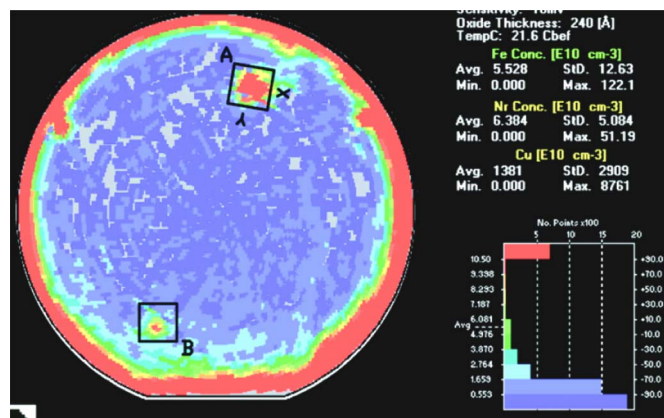 Sensitivity: 10mV
Oxide Thickness: 240 [Å]
TempC: 21.6 Cbef
Fe Conc. [E10 cm-3]
Avg. 5.528 StD. 12.63
Min. 0.000 Max. 122.1
Nr Conc. [E10 cm-3]
Avg. 6.384 StD. 5.084
Min. 0.000 Max. 51.19
Cu [E10 cm-3]
Avg. 1381 StD. 2909
Min. 0.000 Max. 8761
A
x
B
No. Points x100
5 10 15 20
10.50 +90.0
9.398 +70.0
8.293 +50.0
7.187 +30.0
6.081 +10.0
Avg
4.976 -10.0
3.870 -30.0
2.764 -50.0
1.659 -70.0
0.553 -90.0